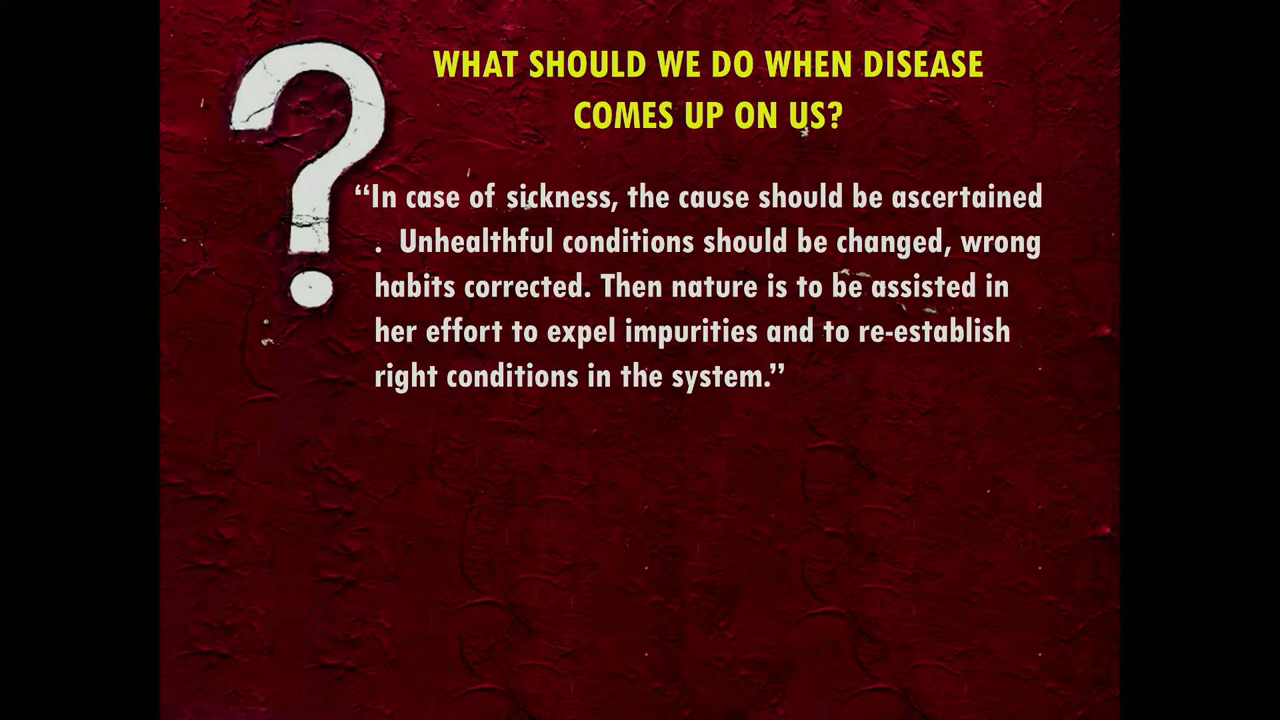 WHAT SHOULD WE DO WHEN DISEASE
COMES UP ON US?
“In case of sickness, the cause should be ascertained
.  Unhealthful conditions should be changed, wrong
habits corrected. Then nature is to be assisted in
her effort to expel impurities and to re-establish
right conditions in the system.”